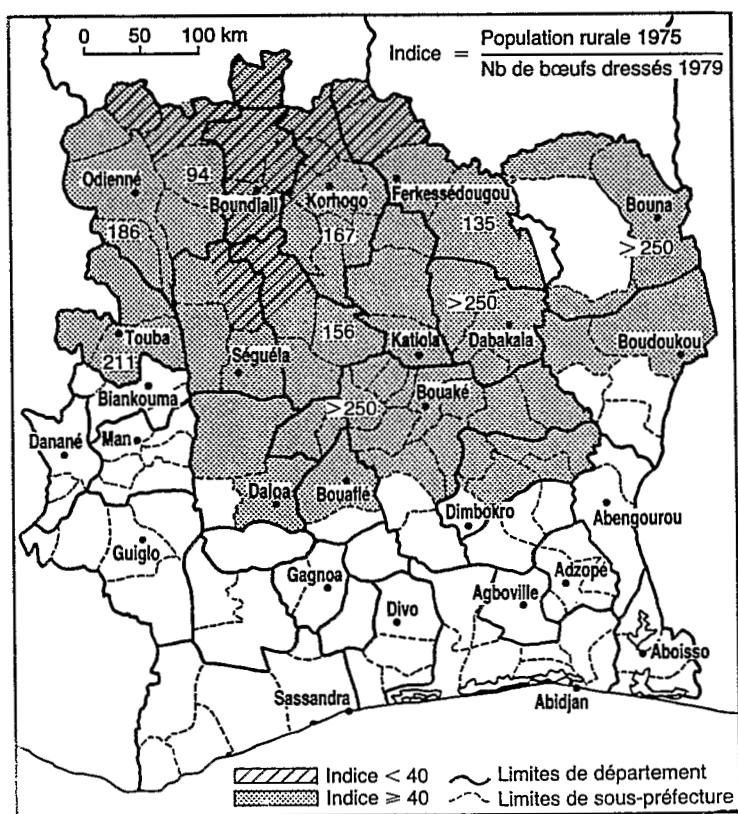 0 50 100 km
Indice = Population rurale 1975
Nb de bœufs dressés 1979
Odienné
94
Boundiali
Korhogo
Ferkessédougou
Bouna
186
167
135
> 250
> 250
Touba
211
156
Katiola
Dabakala
Boudoukou
Séguéla
Biankouma
> 250
Bouaké
Danané
Man
Daloa
Bouaflé
Dimbokro
Abengourou
Guiglo
Gagnoa
Divo
Agboville
Adzopé
Aboisso
Sassandra
Abidjan
Indice < 40
Limites de département
Indice ⩾ 40
Limites de sous-préfecture